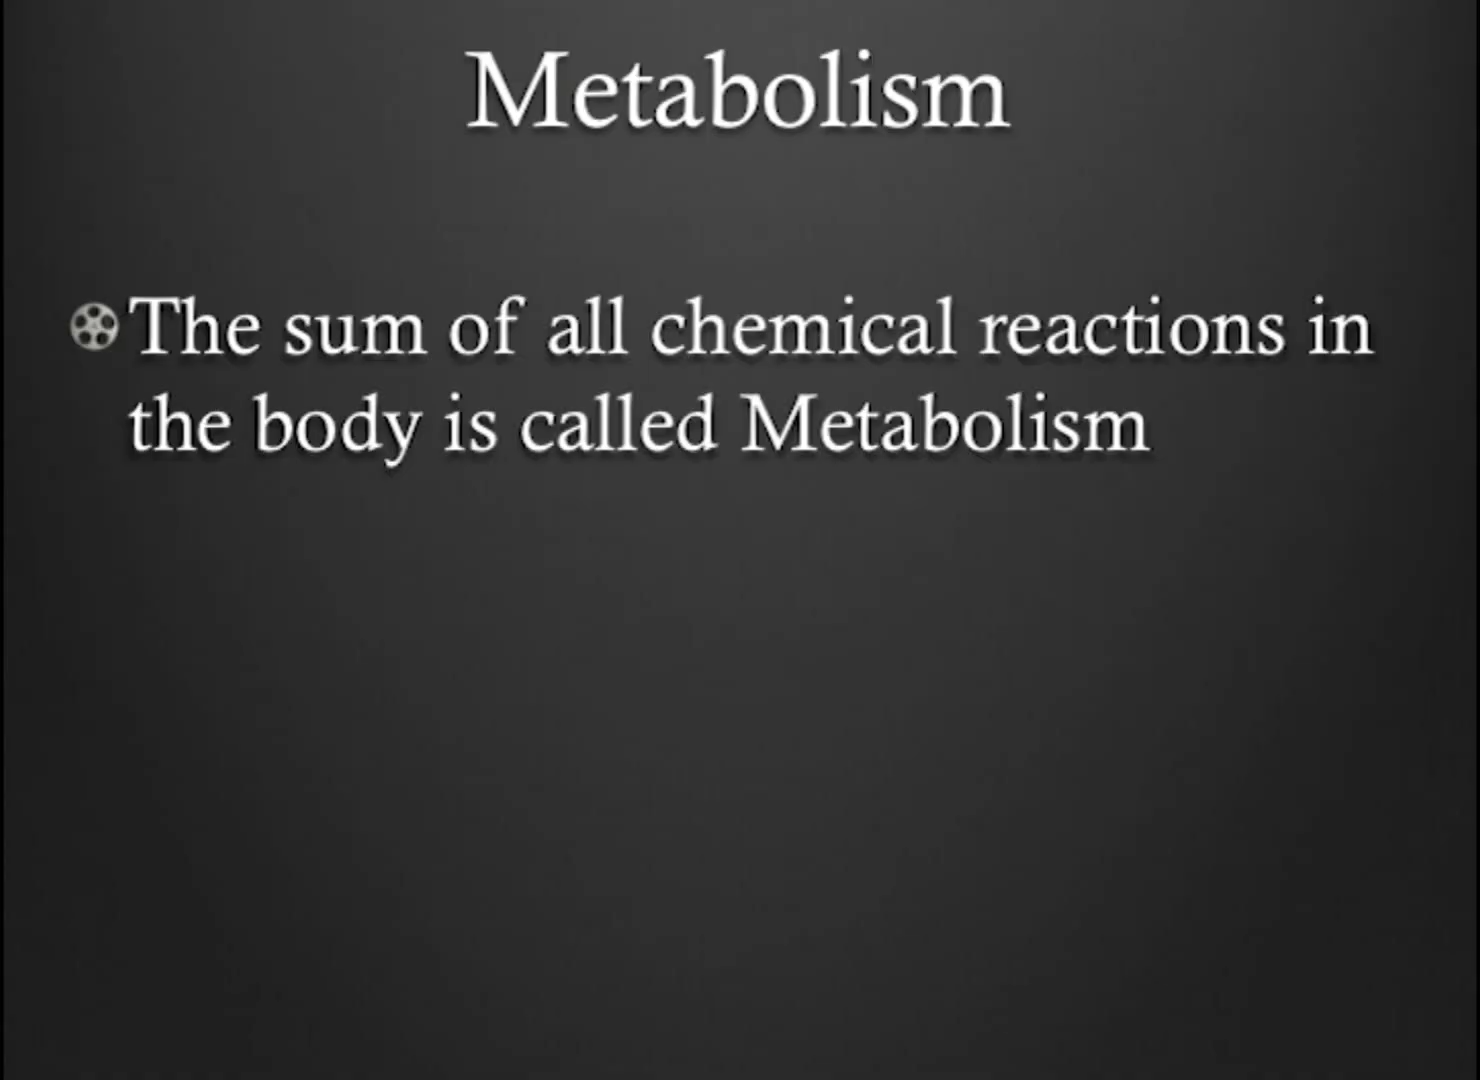 Metabolism
The sum of all chemical reactions in
the body is called Metabolism